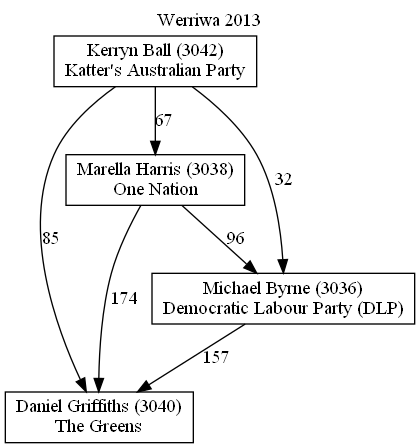 Werriwa 2013
Kerryn Ball (3042)
Katter's Australian Party
67
Marella Harris (3038)
One Nation
32
85
96
174
Michael Byrne (3036)
Democratic Labour Party (DLP)
157
Daniel Griffiths (3040)
The Greens